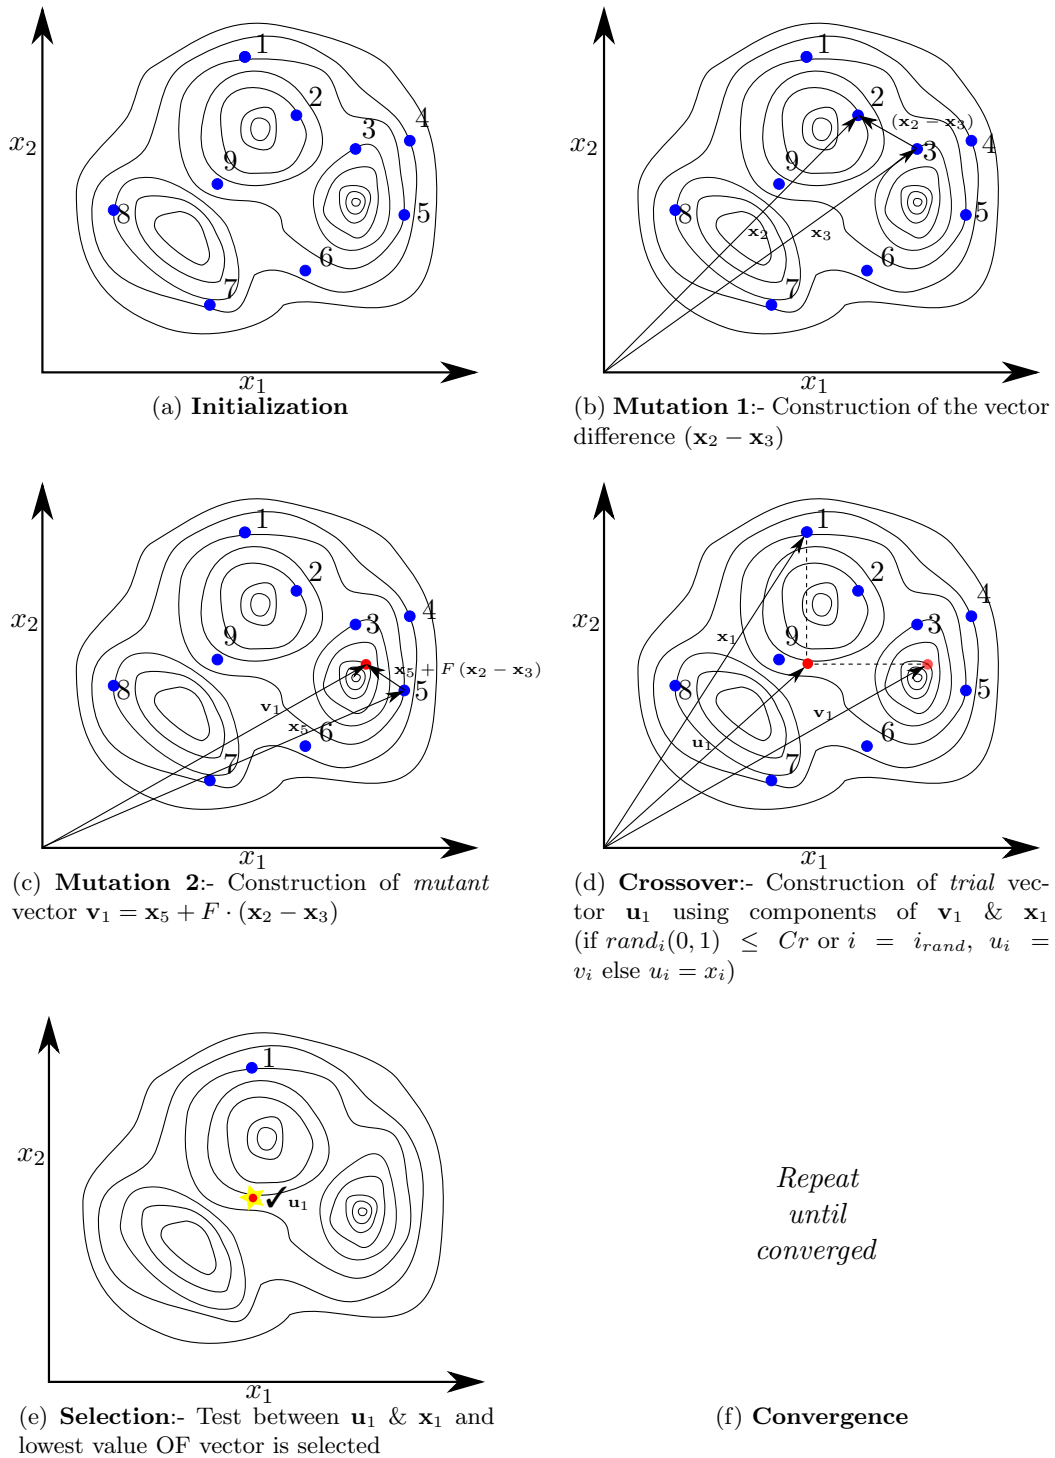 1
2
3
4
x₂
9
8
5
6
7
x₁
(a) Initialization
1
2
(x₂ − x₃)
3
4
x₂
9
8
x₂
x₃
5
6
7
x₁
(b) Mutation 1:- Construction of the vector
difference (x₂ − x₃)
1
2
3
4
x₂
9
x₅ + F (x₂ − x₃)
8
5
v₁
x₅
6
7
x₁
(c) Mutation 2:- Construction of mutant
vector v₁ = x₅ + F · (x₂ − x₃)
1
2
3
4
x₂
x₁
9
8
5
v₁
u₁
6
7
x₁
(d) Crossover:- Construction of trial vec-
tor u₁ using components of v₁ & x₁
(if rand_i(0, 1) ≤ Cr or i = i_rand, u_i =
v_i else u_i = x_i)
1
x₂
✓ u₁
x₁
(e) Selection:- Test between u₁ & x₁ and
lowest value OF vector is selected
Repeat
until
converged
(f) Convergence